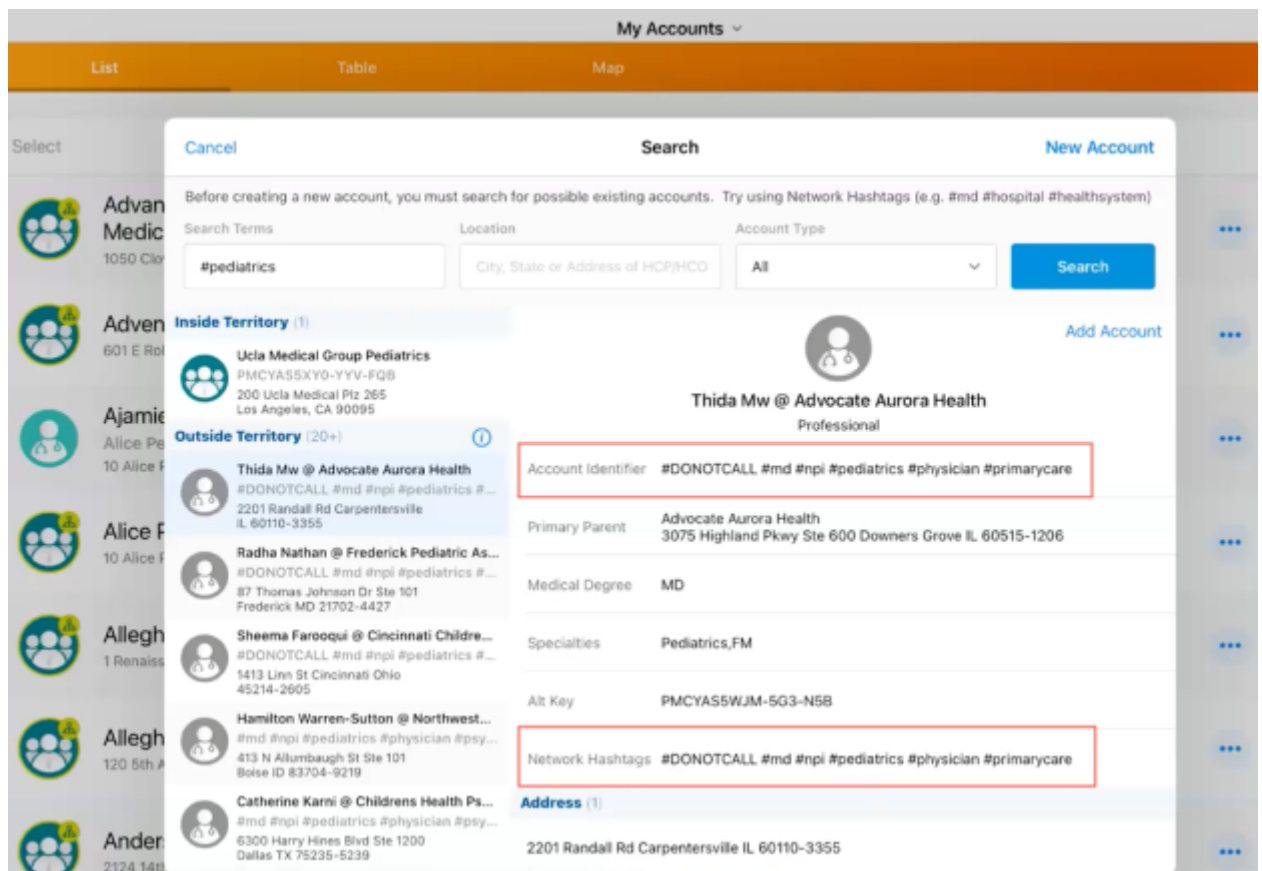 My Accounts
List Table Map
Select
Cancel Search New Account
Before creating a new account, you must search for possible existing accounts. Try using Network Hashtags (e.g. #md #hospital #healthsystem)
Search Terms Location Account Type
#pediatrics City, State or Address of HCP/HCO All Search
Advan
Medic
1050 Clo
Adven
601 E Rol
Ajamie
Alice Pe
10 Alice
Alice P
10 Alice
Allegh
1 Renaiss
Allegh
120 5th A
Ander
2124 14th
Inside Territory (1)
Ucla Medical Group Pediatrics
PMCYAS5XY0-YYV-FQB
200 Ucla Medical Plz 265
Los Angeles, CA 90095
Outside Territory (20+)
Thida Mw @ Advocate Aurora Health
#DONOTCALL #md #npi #pediatrics #...
2201 Randall Rd Carpentersville
IL 60110-3355
Radha Nathan @ Frederick Pediatric As...
#DONOTCALL #md #npi #pediatrics #...
87 Thomas Johnson Dr Ste 101
Frederick MD 21702-4427
Sheema Farooqui @ Cincinnati Childre...
#DONOTCALL #md #npi #pediatrics #...
1413 Linn St Cincinnati Ohio
45214-2605
Hamilton Warren-Sutton @ Northwest...
#md #npi #pediatrics #physician #psy...
413 N Allumbaugh St Ste 101
Boise ID 83704-9219
Catherine Karni @ Childrens Health Ps...
#md #npi #pediatrics #physician #psy...
6300 Harry Hines Blvd Ste 1200
Dallas TX 75235-5239
Add Account
Thida Mw @ Advocate Aurora Health
Professional
Account Identifier #DONOTCALL #md #npi #pediatrics #physician #primarycare
Primary Parent Advocate Aurora Health
3075 Highland Pkwy Ste 600 Downers Grove IL 60515-1206
Medical Degree MD
Specialties Pediatrics,FM
Alt Key PMCYAS5WJM-5G3-N5B
Network Hashtags #DONOTCALL #md #npi #pediatrics #physician #primarycare
Address (1)
2201 Randall Rd Carpentersville IL 60110-3355